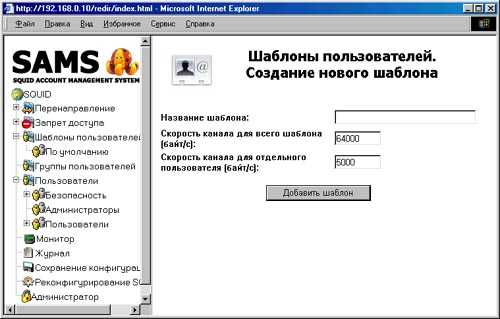 http://192.168.0.10/redir/index.html - Microsoft Internet Explorer
Файл Правка Вид Избранное Сервис Справка
SAMS
SQUID ACCOUNT MANAGEMENT SYSTEM
SQUID
Перенаправление
Запрет доступа
Шаблоны пользователей
По умолчанию
Группы пользователей
Пользователи
Безопасность
Администраторы
Пользователи
Монитор
Журнал
Сохранение конфигурац
Реконфигурирование SQ
Администратор
@
Шаблоны пользователей.
Создание нового шаблона
Название шаблона:
Скорость канала для всего шаблона
(байт/с):
64000
Скорость канала для отдельного
пользователя (байт/с):
5000
Добавить шаблон